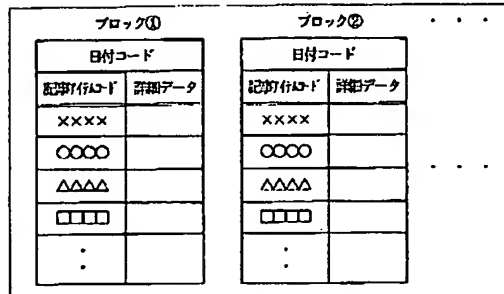 ブロック① ブロック② ・ ・ ・
日付コード 日付コード
記事アイテムコード 詳細データ 記事アイテムコード 詳細データ
×××× ××××
○○○○ ○○○○ ・ ・ ・
△△△△ △△△△
□□□□ □□□□
： ：